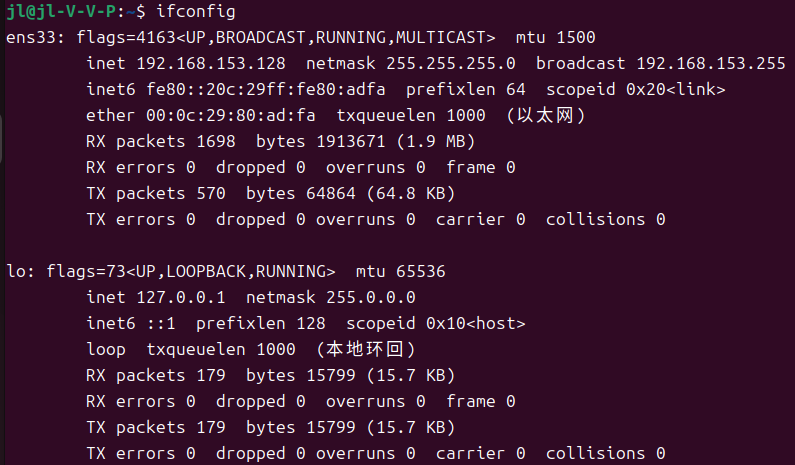 jl@jl-V-V-P:~$ ifconfig
ens33: flags=4163<UP,BROADCAST,RUNNING,MULTICAST>  mtu 1500
        inet 192.168.153.128  netmask 255.255.255.0  broadcast 192.168.153.255
        inet6 fe80::20c:29ff:fe80:adfa  prefixlen 64  scopeid 0x20<link>
        ether 00:0c:29:80:ad:fa  txqueuelen 1000  (以太网)
        RX packets 1698  bytes 1913671 (1.9 MB)
        RX errors 0  dropped 0  overruns 0  frame 0
        TX packets 570  bytes 64864 (64.8 KB)
        TX errors 0  dropped 0 overruns 0  carrier 0  collisions 0

lo: flags=73<UP,LOOPBACK,RUNNING>  mtu 65536
        inet 127.0.0.1  netmask 255.0.0.0
        inet6 ::1  prefixlen 128  scopeid 0x10<host>
        loop  txqueuelen 1000  (本地环回)
        RX packets 179  bytes 15799 (15.7 KB)
        RX errors 0  dropped 0  overruns 0  frame 0
        TX packets 179  bytes 15799 (15.7 KB)
        TX errors 0  dropped 0 overruns 0  carrier 0  collisions 0